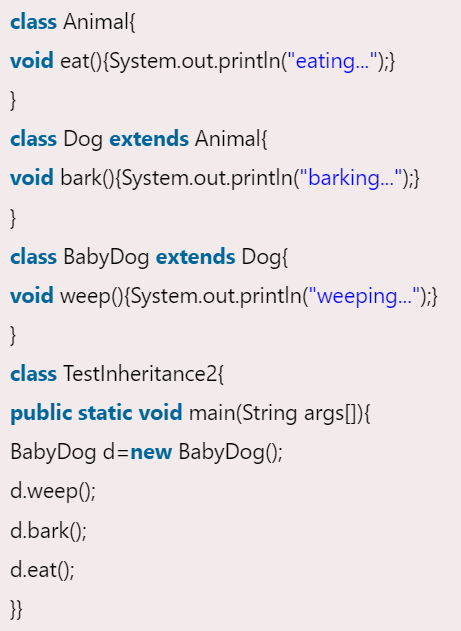 class Animal{
void eat(){System.out.println("eating...");}
}
class Dog extends Animal{
void bark(){System.out.println("barking...");}
}
class BabyDog extends Dog{
void weep(){System.out.println("weeping...");}
}
class TestInheritance2{
public static void main(String args[]){
BabyDog d=new BabyDog();
d.weep();
d.bark();
d.eat();
}}